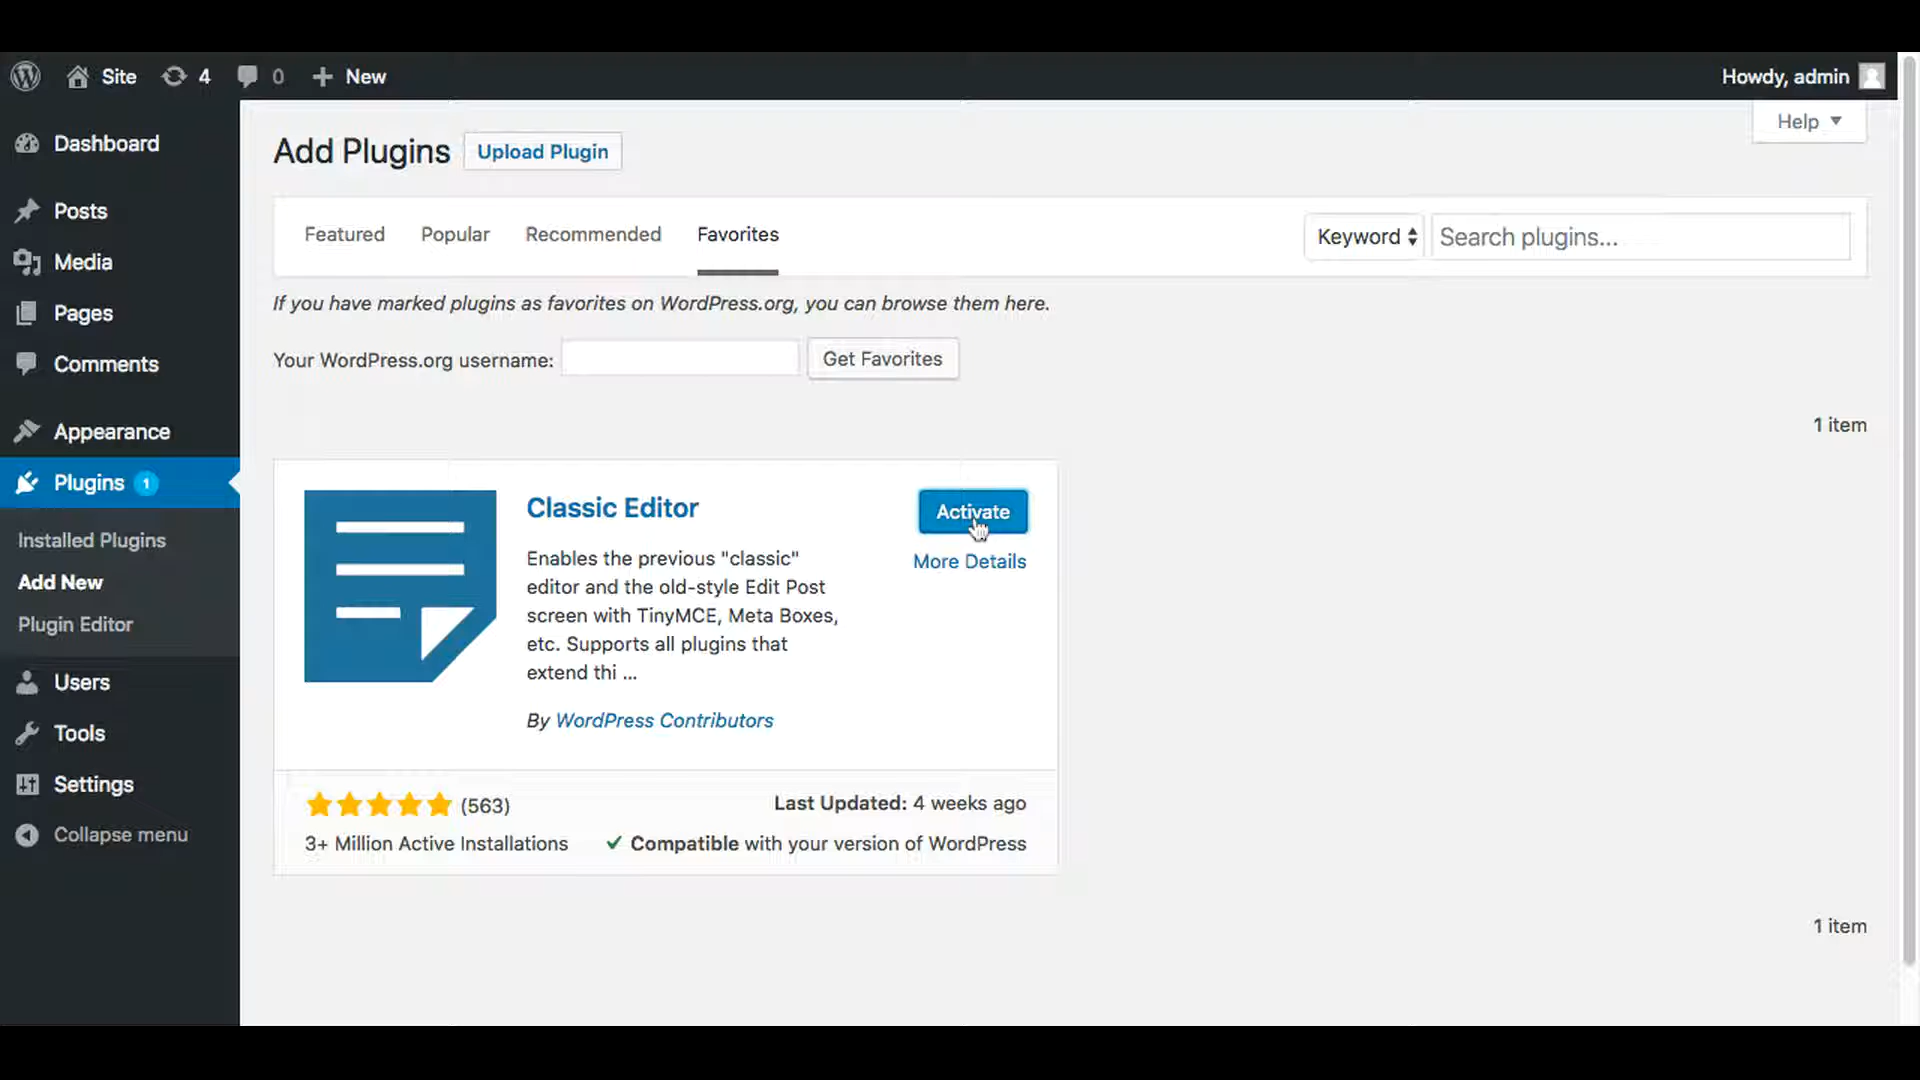 Site 4 0 New Howdy, admin
Help
Dashboard
Posts
Media
Pages
Comments
Appearance
Plugins 1
Installed Plugins
Add New
Plugin Editor
Users
Tools
Settings
Collapse menu
Add Plugins Upload Plugin
Featured Popular Recommended Favorites Keyword Search plugins...
If you have marked plugins as favorites on WordPress.org, you can browse them here.
Your WordPress.org username: Get Favorites
1 item
Classic Editor
Activate
More Details
Enables the previous "classic"
editor and the old-style Edit Post
screen with TinyMCE, Meta Boxes,
etc. Supports all plugins that
extend thi ...
By WordPress Contributors
(563)
Last Updated: 4 weeks ago
3+ Million Active Installations
✓ Compatible with your version of WordPress
1 item